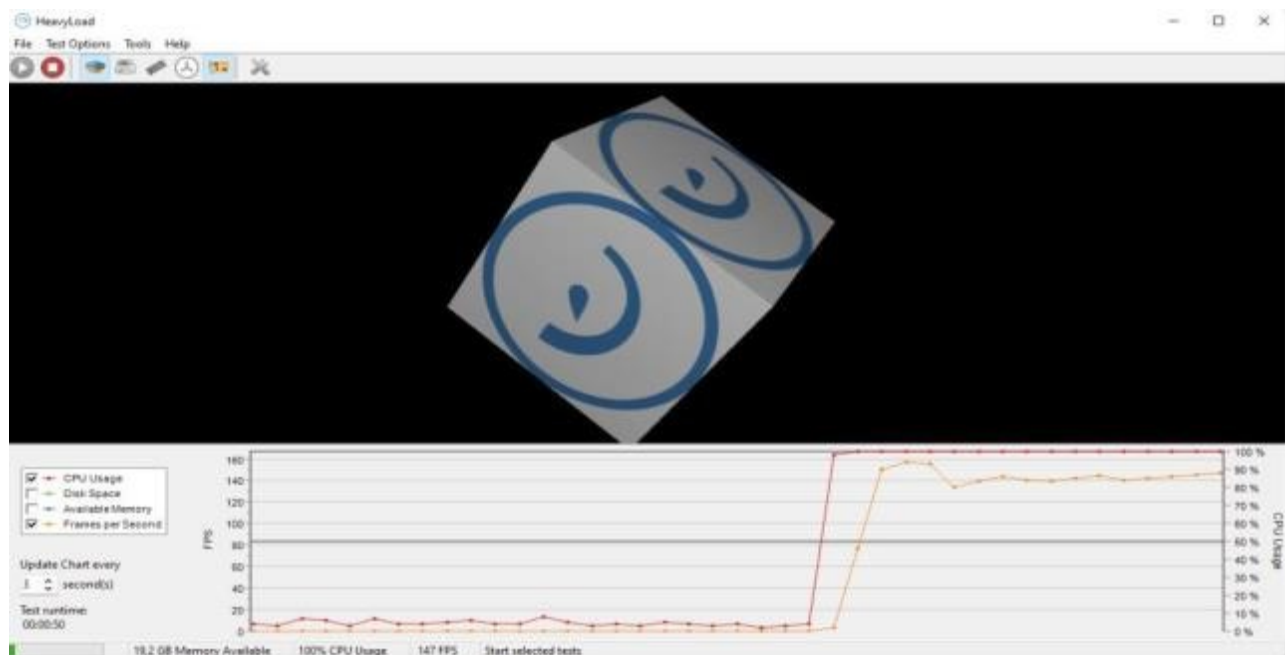 HeavyLoad
File Test Options Tools Help
160
140
120
100
80
60
40
20
0
FPS
100 %
90 %
80 %
70 %
60 %
50 %
40 %
30 %
20 %
10 %
0 %
CPU Usage
CPU Usage
Disk Space
Available Memory
Frames per Second
Update Chart every
1 second(s)
Test runtime:
00:00:50
19.2 GB Memory Available 100% CPU Usage 147 FPS Start selected tests